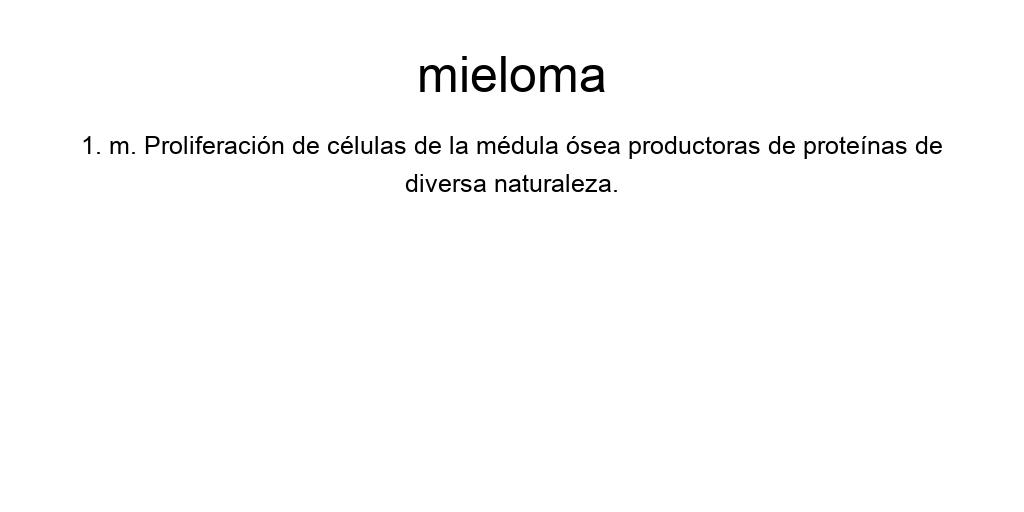 mieloma
1. m. Proliferación de células de la médula ósea productoras de proteínas de
diversa naturaleza.